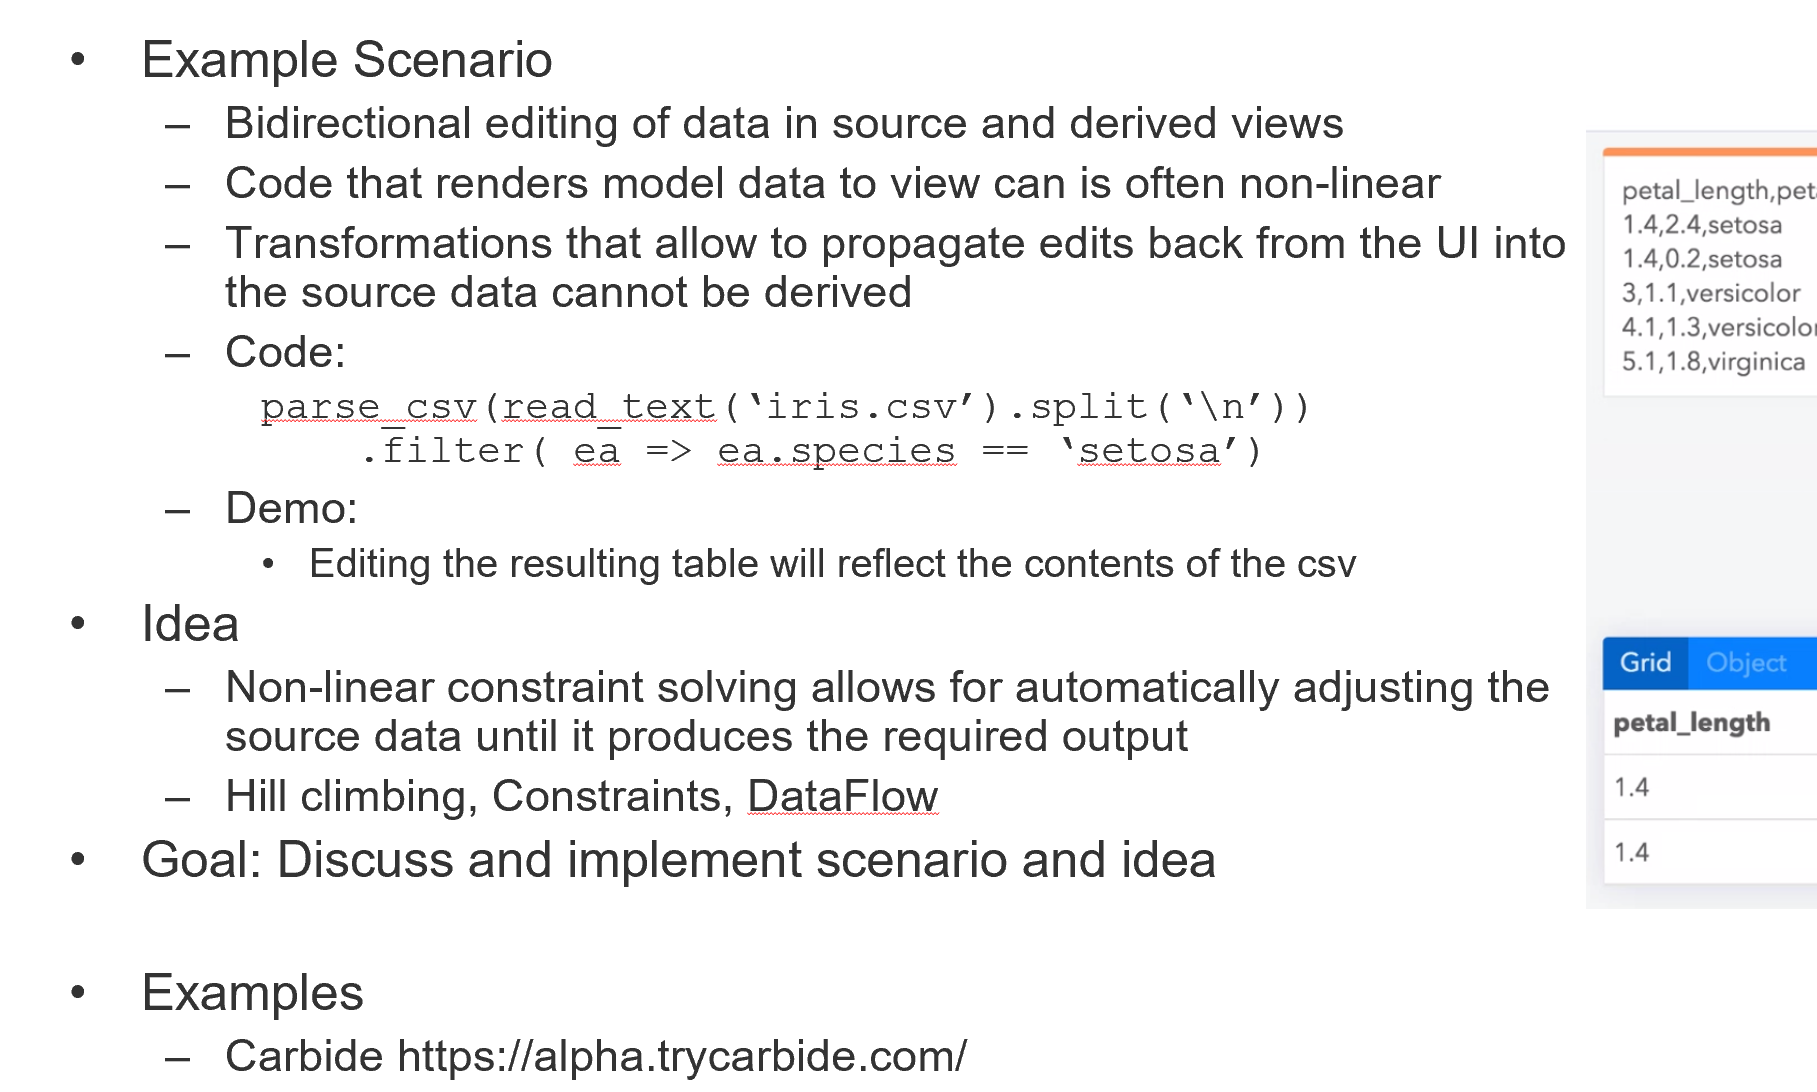 • Example Scenario
– Bidirectional editing of data in source and derived views
– Code that renders model data to view can is often non-linear
– Transformations that allow to propagate edits back from the UI into
the source data cannot be derived
– Code:
parse_csv(read_text(‘iris.csv’).split(‘\n’))
.filter( ea => ea.species == ‘setosa’)
– Demo:
• Editing the resulting table will reflect the contents of the csv
• Idea
– Non-linear constraint solving allows for automatically adjusting the
source data until it produces the required output
– Hill climbing, Constraints, DataFlow
• Goal: Discuss and implement scenario and idea
• Examples
– Carbide https://alpha.trycarbide.com/
petal_length,pet
1.4,2.4,setosa
1.4,0.2,setosa
3,1.1,versicolor
4.1,1.3,versicolor
5.1,1.8,virginica
Grid Object
petal_length
1.4
1.4